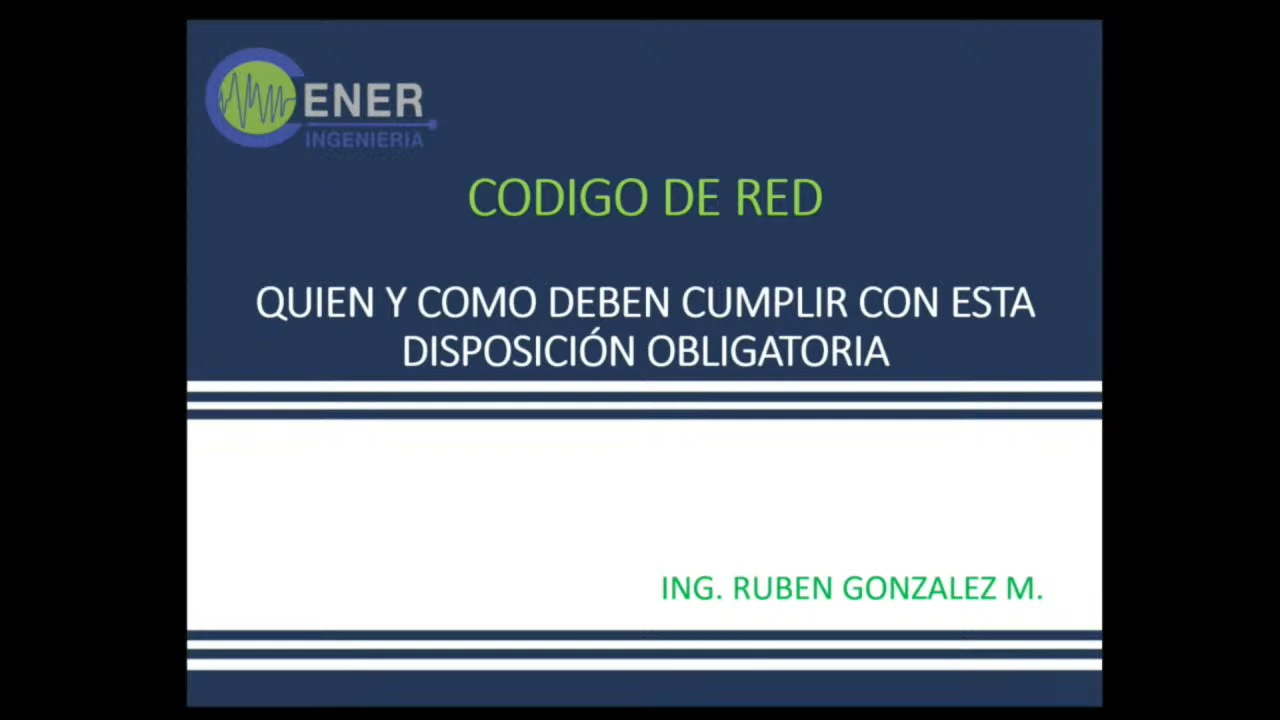 ENER
INGENIERIA
CODIGO DE RED
QUIEN Y COMO DEBEN CUMPLIR CON ESTA
DISPOSICIÓN OBLIGATORIA
ING. RUBEN GONZALEZ M.